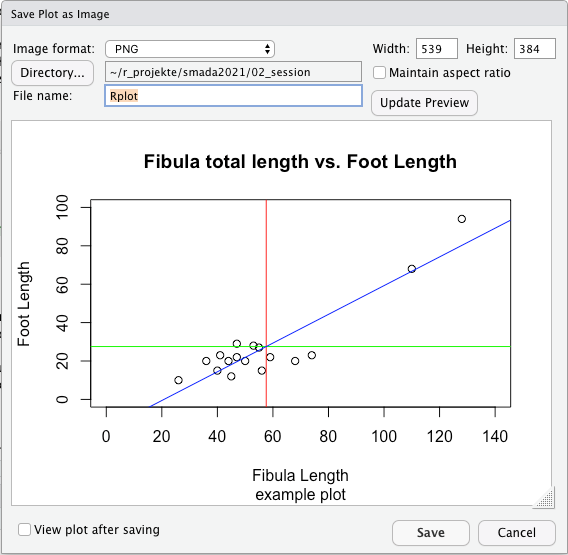 Save Plot as Image
Image format: PNG Width: 539 Height: 384
Directory... ~/r_projekte/smada2021/02_session Maintain aspect ratio
File name: Rplot Update Preview
Fibula total length vs. Foot Length
100
80
60
40
20
0
Foot Length
0 20 40 60 80 100 120 140
Fibula Length
example plot
View plot after saving Save Cancel